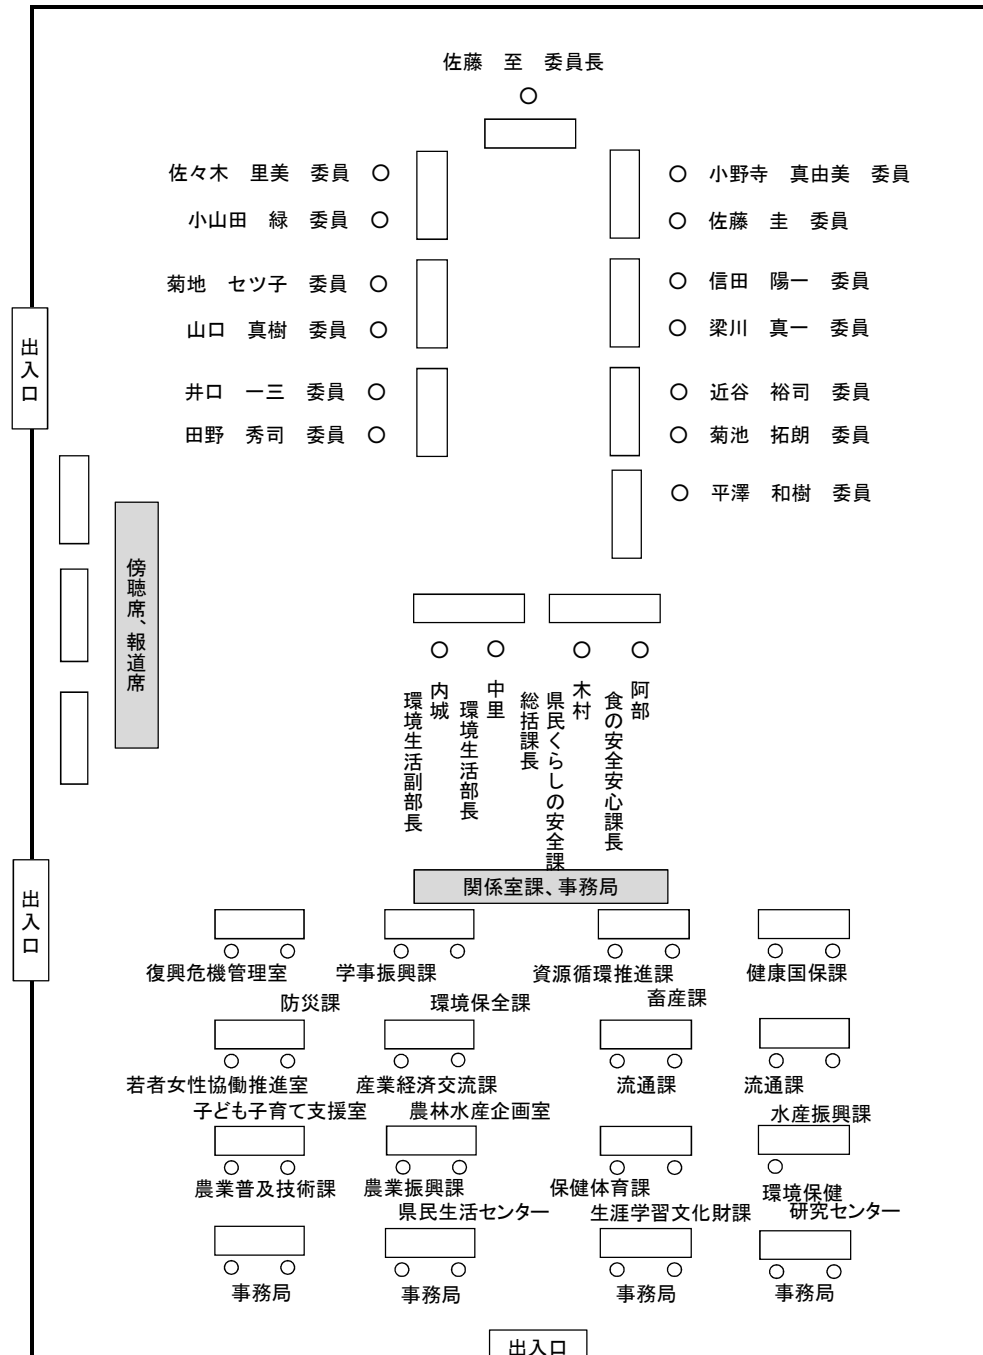 佐藤　至　委員長
佐々木　里美　委員
小野寺　真由美　委員
小山田　緑　委員
佐藤　圭　委員
菊地　セツ子　委員
信田　陽一　委員
山口　真樹　委員
梁川　真一　委員
出入口
井口　一三　委員
近谷　裕司　委員
田野　秀司　委員
菊池　拓朗　委員
平澤　和樹　委員
傍聴席、報道席
内城
環境生活副部長
中里
環境生活部長
木村
県民くらしの安全課
総括課長
阿部
食の安全安心課長
出入口
関係室課、事務局
復興危機管理室
学事振興課
資源循環推進課
健康国保課
防災課
環境保全課
畜産課
若者女性協働推進室
産業経済交流課
流通課
流通課
子ども子育て支援室
農林水産企画室
水産振興課
農業普及技術課
農業振興課
保健体育課
環境保健
県民生活センター
生涯学習文化財課
研究センター
事務局
事務局
事務局
事務局
出入口